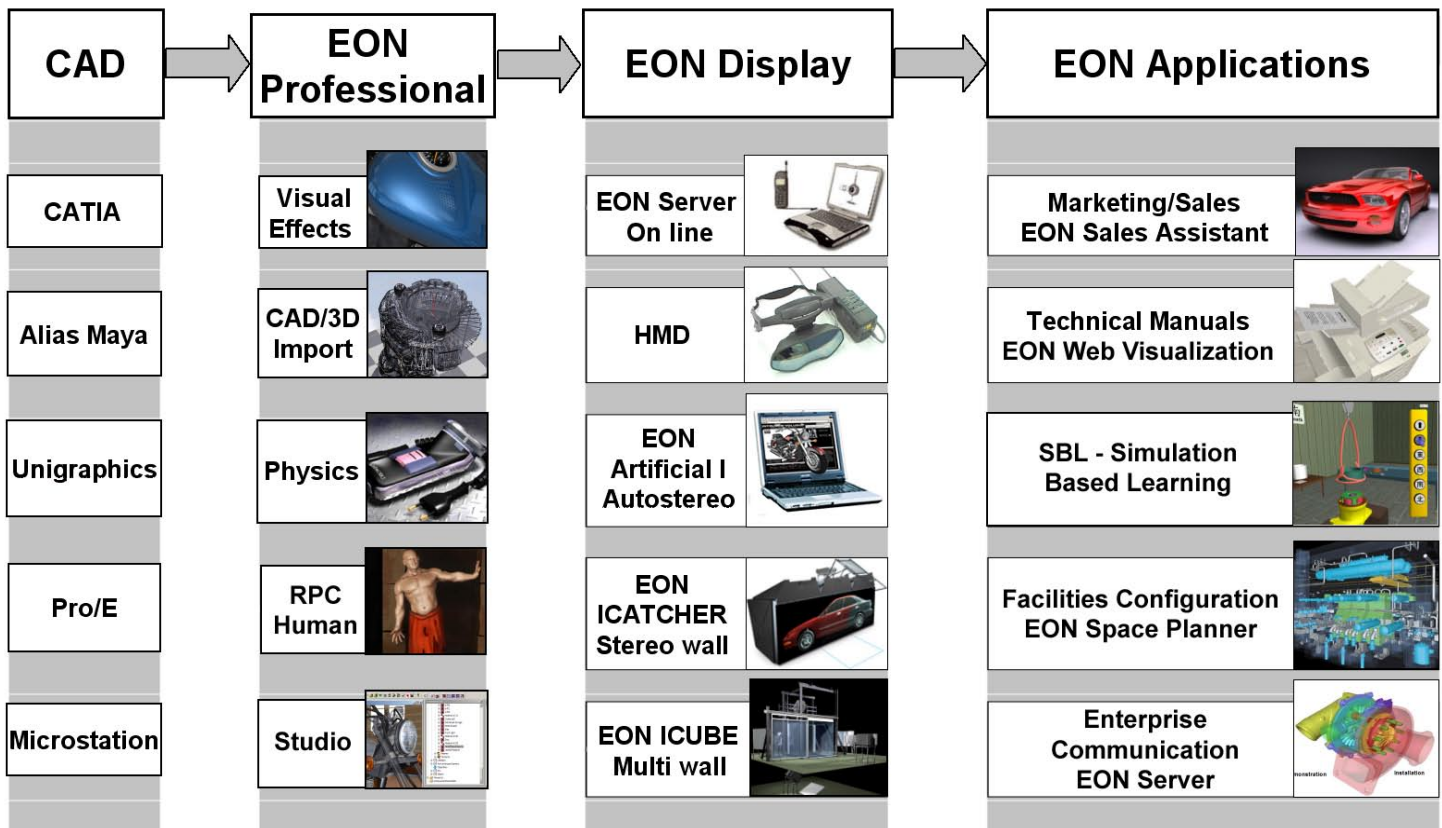 CAD
EON
Professional
EON Display
EON Applications
CATIA
Visual
Effects
EON Server
On line
Marketing/Sales
EON Sales Assistant
Alias Maya
CAD/3D
Import
HMD
Technical Manuals
EON Web Visualization
Unigraphics
Physics
EON
Artificial I
Autostereo
SBL - Simulation
Based Learning
Pro/E
RPC
Human
EON
ICATCHER
Stereo wall
Facilities Configuration
EON Space Planner
Microstation
Studio
EON ICUBE
Multi wall
Enterprise
Communication
EON Server
Installation